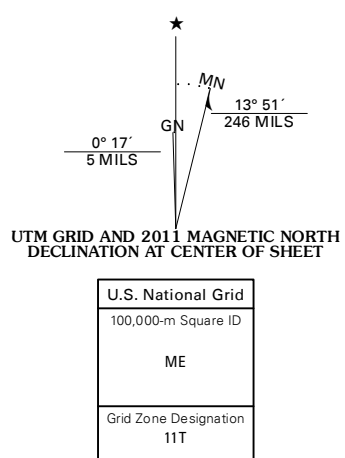 ★
MN
GN
13° 51´
246 MILS
0° 17´
5 MILS
UTM GRID AND 2011 MAGNETIC NORTH
DECLINATION AT CENTER OF SHEET
U.S. National Grid
100,000-m Square ID
ME
Grid Zone Designation
11T